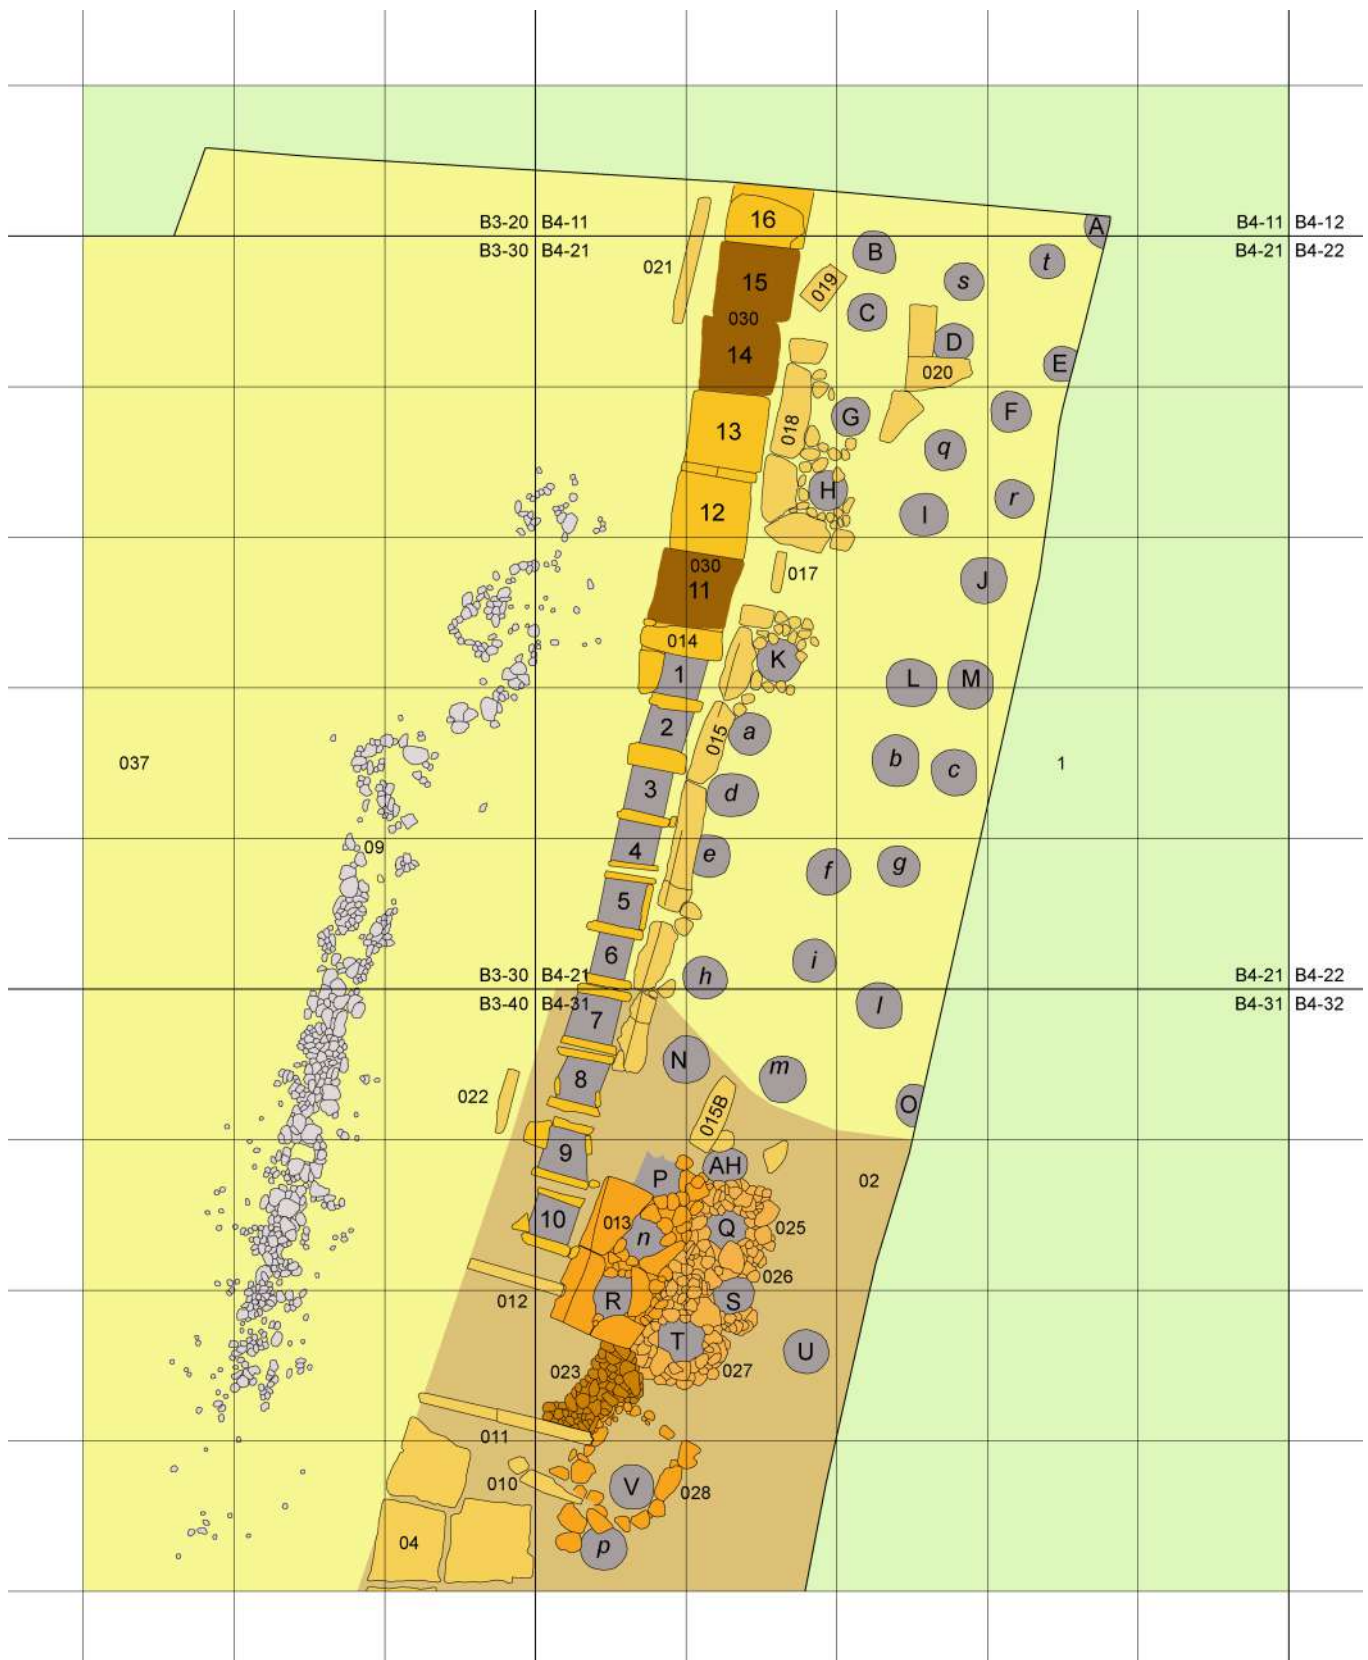 16
A
B3-20 B4-11
B4-11 B4-12
B3-30 B4-21
B4-21 B4-22
B
t
021
15
019
s
C
030
D
14
E
020
F
G
13
018
q
H
r
12
I
030
017
J
11
014
K
1
L
M
2
015
a
b
c
037
1
3
d
09
4
e
f
g
5
6
h
i
B3-30 B4-21
B4-21 B4-22
B3-40 B4-31
B4-31 B4-32
l
7
N
m
8
022
O
015B
9
P
AH
02
10
013
n
Q
025
026
012
R
S
T
U
023
027
011
010
V
028
04
p